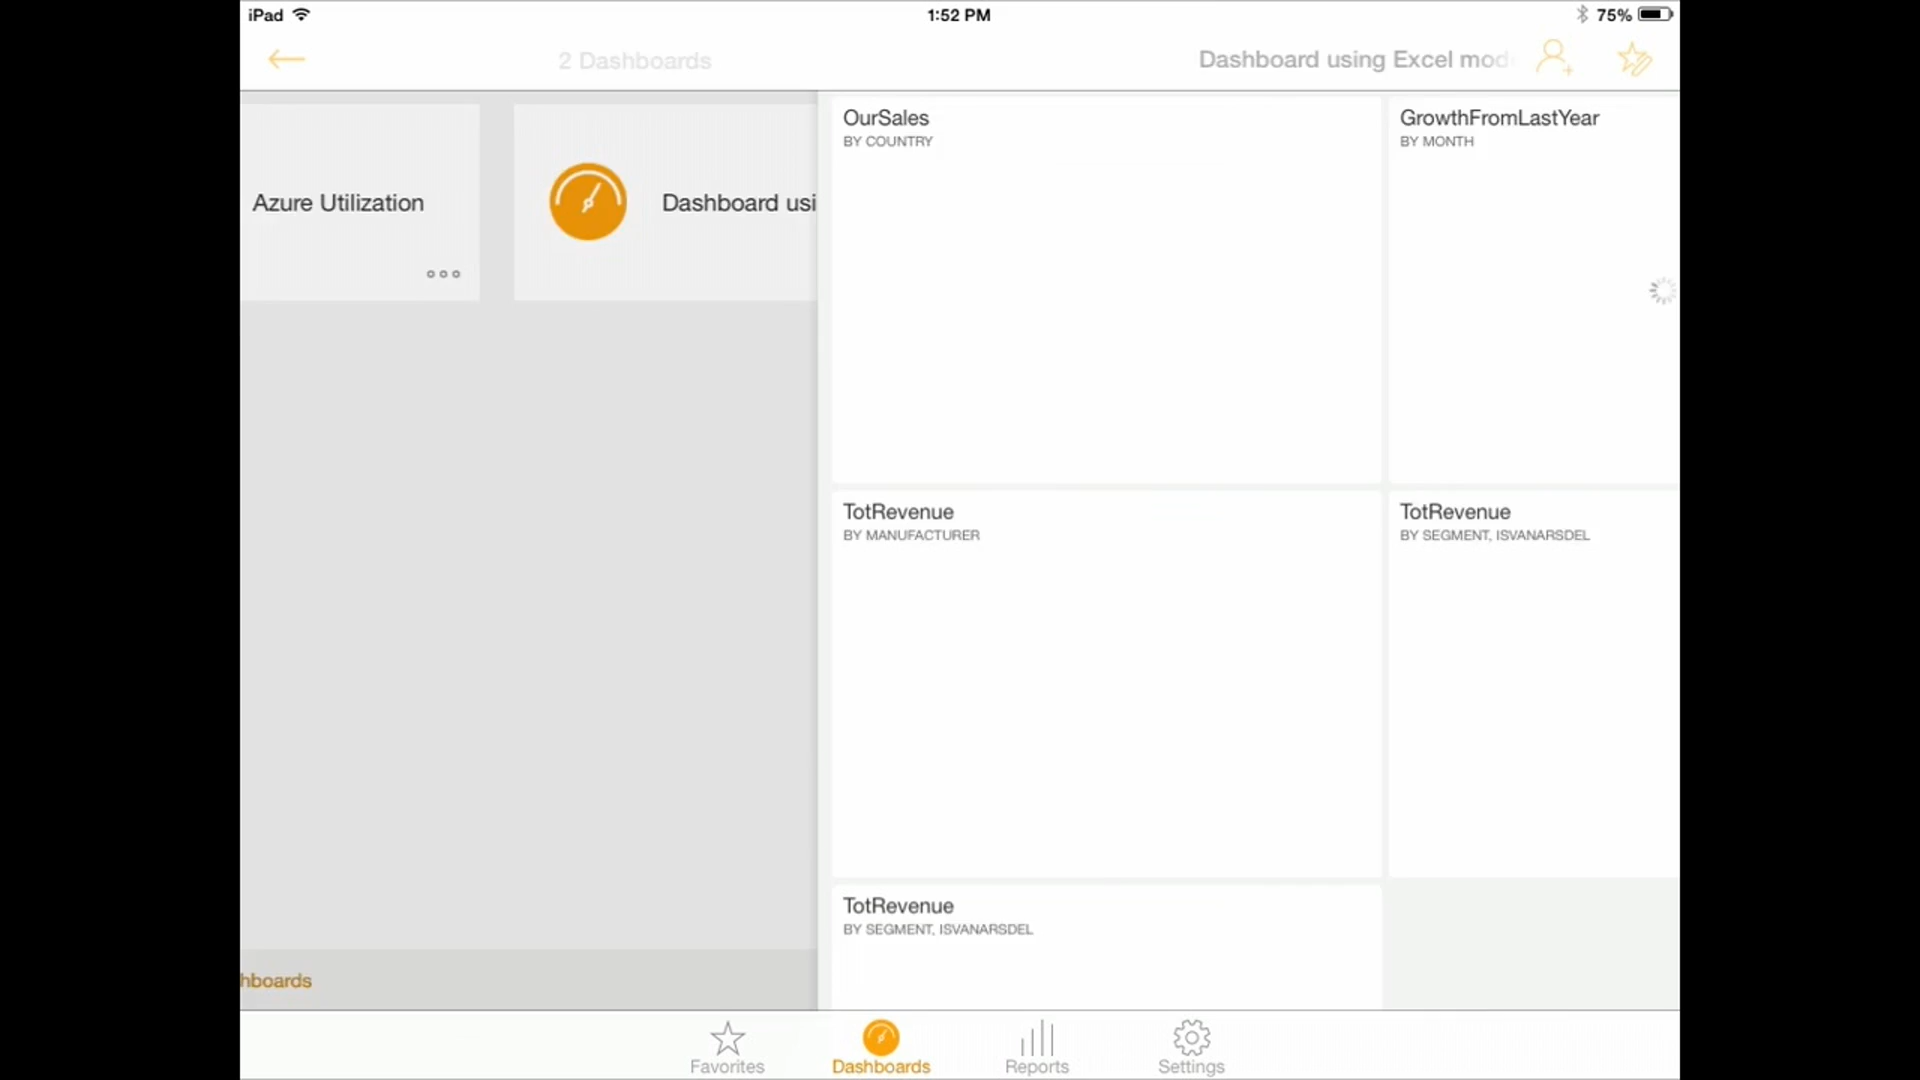 iPad
1:52 PM
75%
2 Dashboards
Dashboard using Excel mod
Azure Utilization
Dashboard usi
OurSales
BY COUNTRY
GrowthFromLastYear
BY MONTH
TotRevenue
BY MANUFACTURER
TotRevenue
BY SEGMENT, ISVANARSDEL
TotRevenue
BY SEGMENT, ISVANARSDEL
hboards
Favorites
Dashboards
Reports
Settings